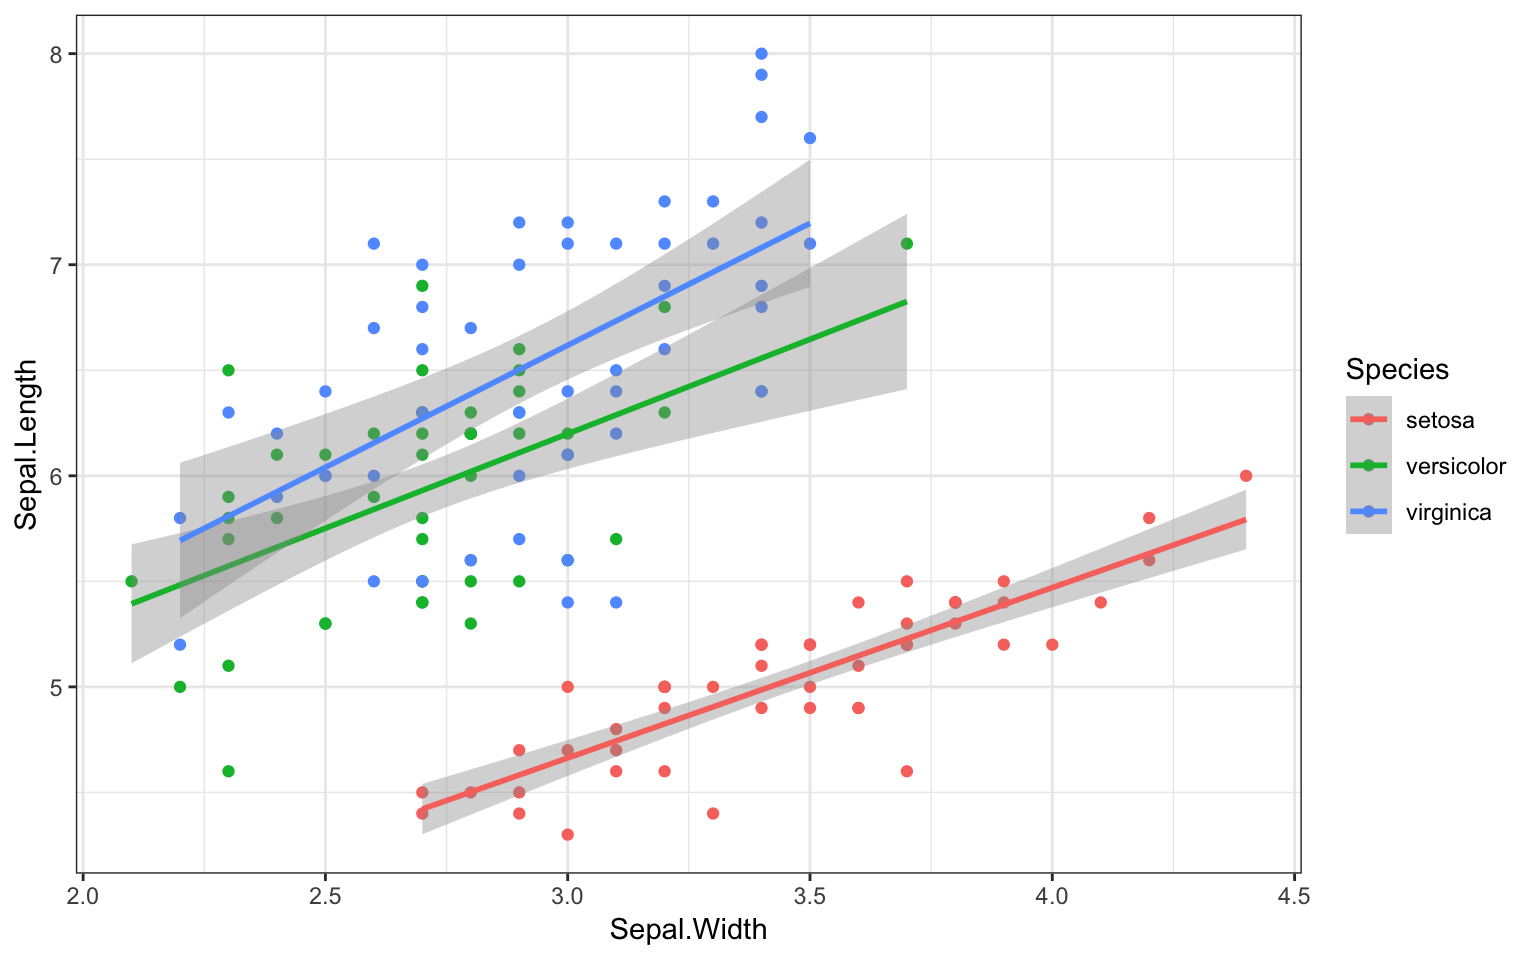 8
7
6
5
Sepal.Length
2.0 2.5 3.0 3.5 4.0 4.5
Sepal.Width
Species
setosa
versicolor
virginica